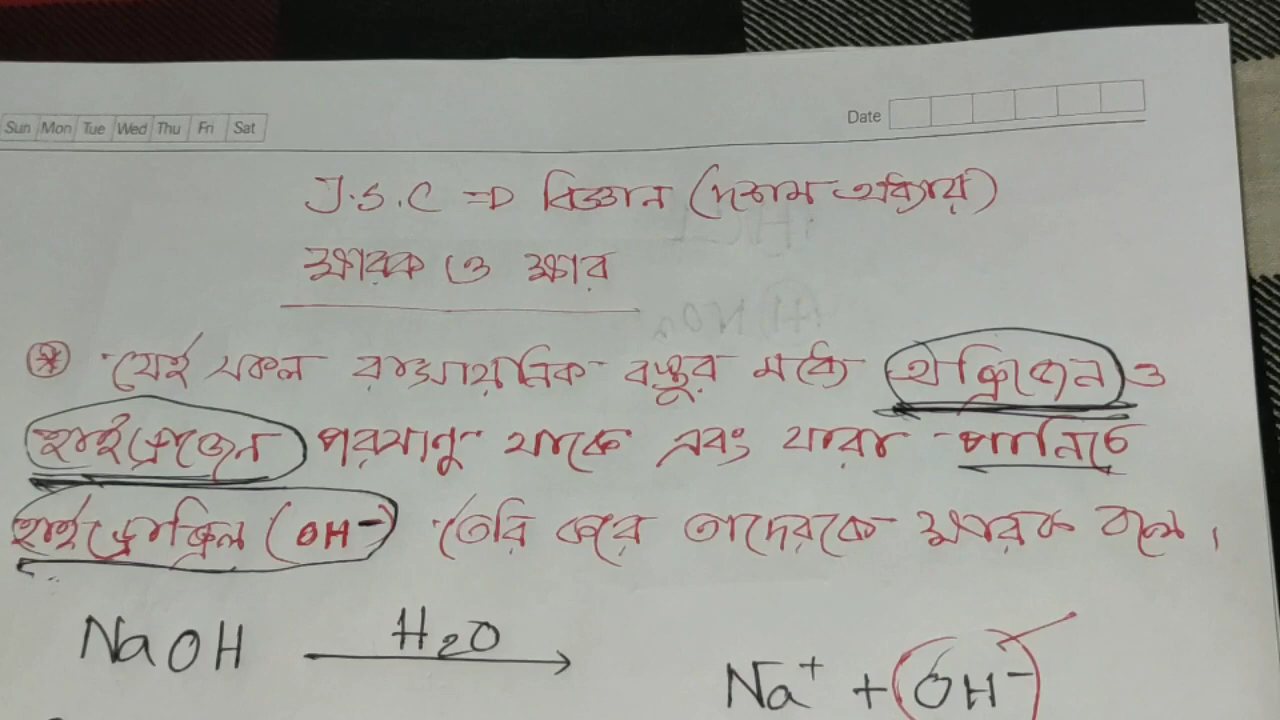 Sun Mon Tue Wed Thu Fri Sat
Date
J.S.C => বিজ্ঞান (দশম অধ্যায়)
ক্ষারক ও ক্ষার
* যেই সকল রাসায়নিক বস্তুর মধ্যে অক্সিজেন ও
হাইড্রোজেন পরমাণু থাকে এবং যারা পানিতে
হাইড্রোক্সিল (OH-) তৈরি করে তাদেরকে ক্ষারক বলে।
NaOH H2O → Na+ + OH-